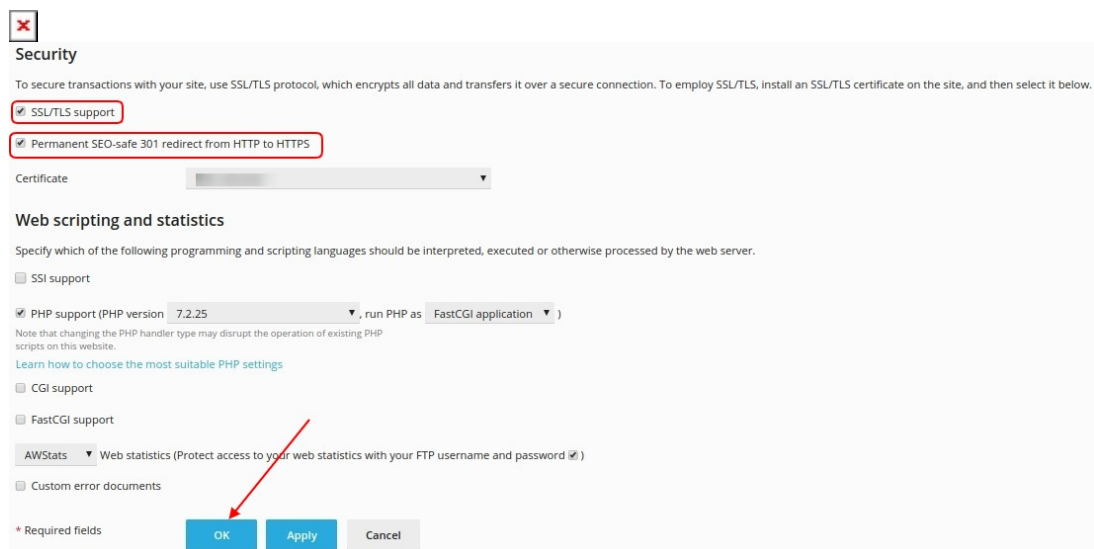 Security
To secure transactions with your site, use SSL/TLS protocol, which encrypts all data and transfers it over a secure connection. To employ SSL/TLS, install an SSL/TLS certificate on the site, and then select it below.
SSL/TLS support
Permanent SEO-safe 301 redirect from HTTP to HTTPS
Certificate
Web scripting and statistics
Specify which of the following programming and scripting languages should be interpreted, executed or otherwise processed by the web server.
SSI support
PHP support (PHP version 7.2.25 , run PHP as FastCGI application )
Note that changing the PHP handler type may disrupt the operation of existing PHP
scripts on this website.
Learn how to choose the most suitable PHP settings
CGI support
FastCGI support
AWStats Web statistics (Protect access to your web statistics with your FTP username and password )
Custom error documents
* Required fields OK Apply Cancel